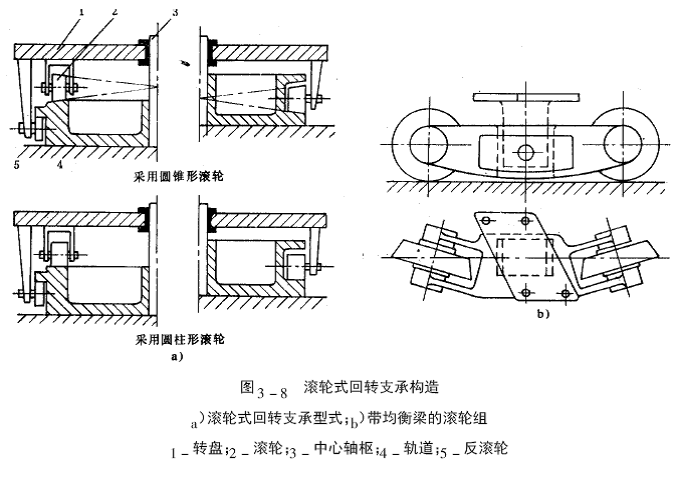 1 2 3
5 4
采用圆锥形滚轮
采用圆柱形滚轮
a)
b)
图3-8 滚轮式回转支承构造
a)滚轮式回转支承型式;b)带均衡梁的滚轮组
1-转盘;2-滚轮;3-中心轴枢;4-轨道;5-反滚轮